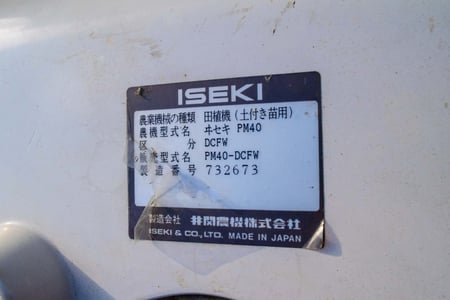 ISEKI
農業機械の種類 田植機（土付き苗用）
農機型式名 ヰセキ PM40
区 分 DCFW
販売型式名 PM40-DCFW
製造番号 732673
製造会社 井関農機株式会社
ISEKI & CO., LTD. MADE IN JAPAN